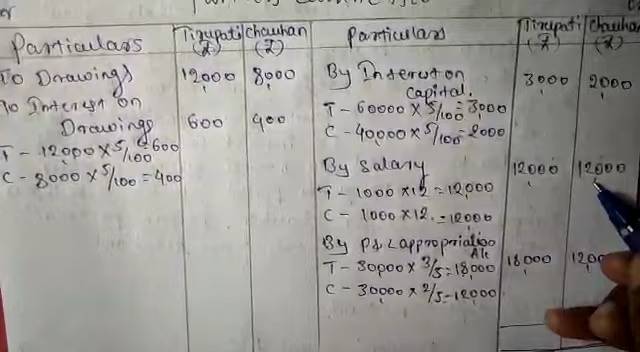 Particulars Tirupati (₹) Chauhan (₹) Particulars Tirupati (₹) Chauhan (₹)
To Drawings 12000 8000
To Interest on
Drawings 600 400
T - 12000 × 5/100 = 600
C - 8000 × 5/100 = 400
By Interest on 3000 2000
capital.
T - 60000 × 5/100 = 3000
C - 40000 × 5/100 = 2000
By Salary 12000 12000
T - 1000 × 12 = 12,000
C - 1000 × 12. = 12000
By P&L appropriation
A/c
T - 30000 × 3/5 = 18000 18000
C - 30000 × 2/5 = 12000